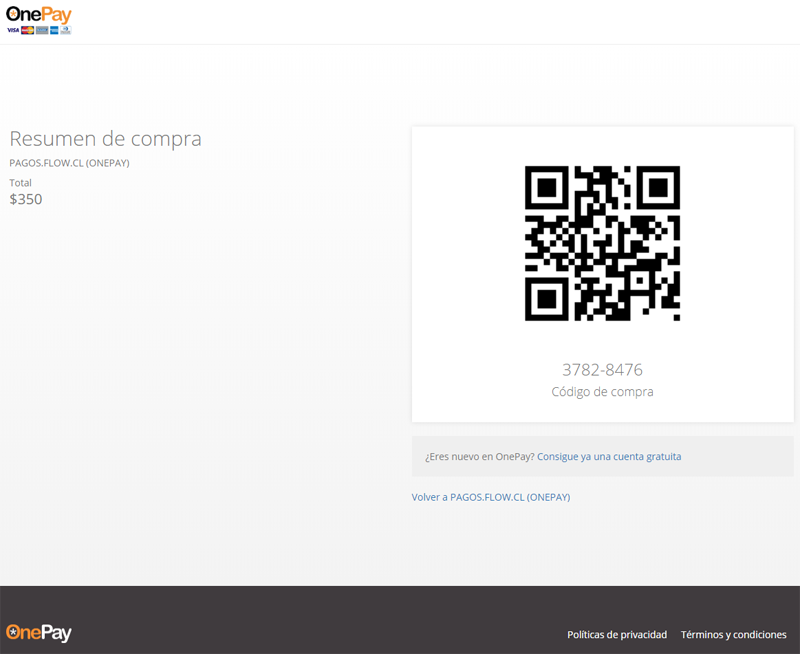 OnePay
VISA
Resumen de compra
PAGOS.FLOW.CL (ONEPAY)
Total
$350
3782-8476
Código de compra
¿Eres nuevo en OnePay? Consigue ya una cuenta gratuita
Volver a PAGOS.FLOW.CL (ONEPAY)
OnePay
Políticas de privacidad Términos y condiciones